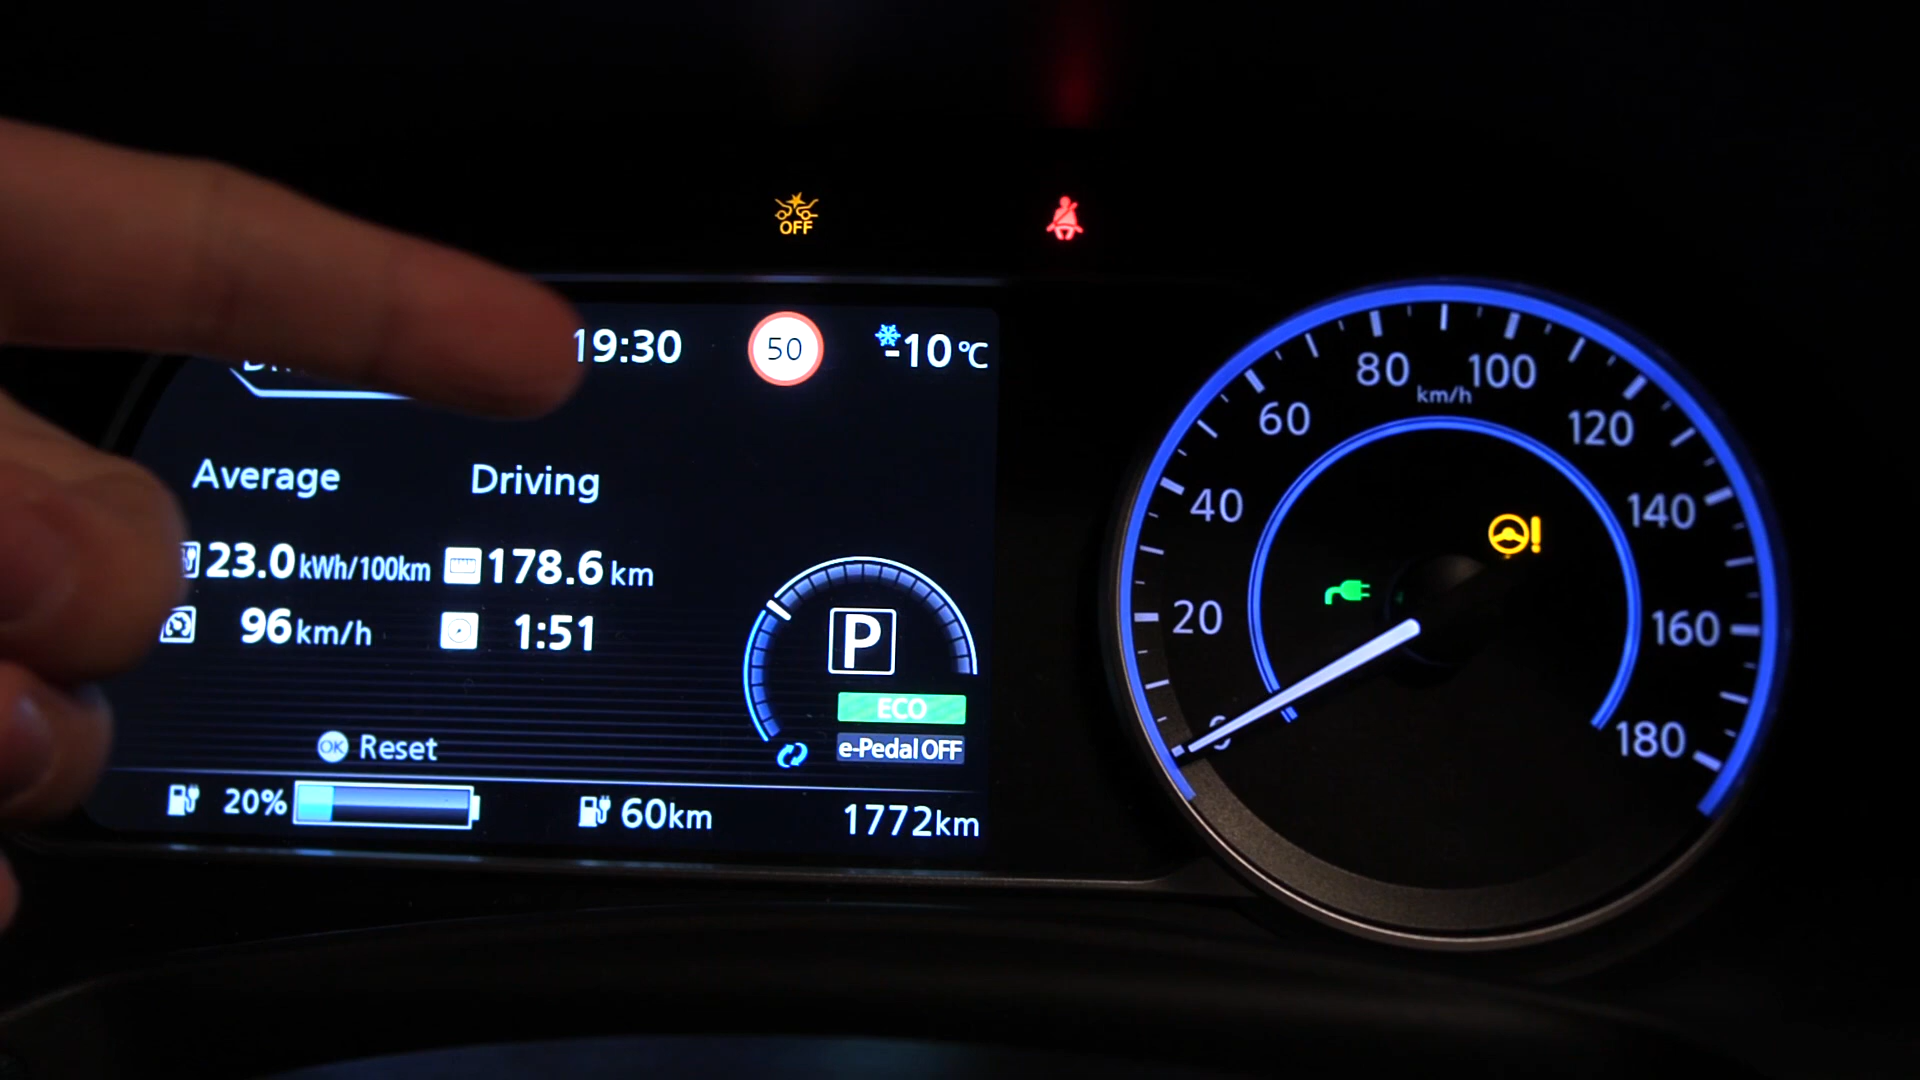 OFF
19:30
50
-10°C
Average Driving
23.0 kWh/100km 178.6 km
96 km/h 1:51
P
ECO
e-Pedal OFF
OK Reset
20% 60km 1772km
0
20
40
60
80
100
120
140
160
180
km/h